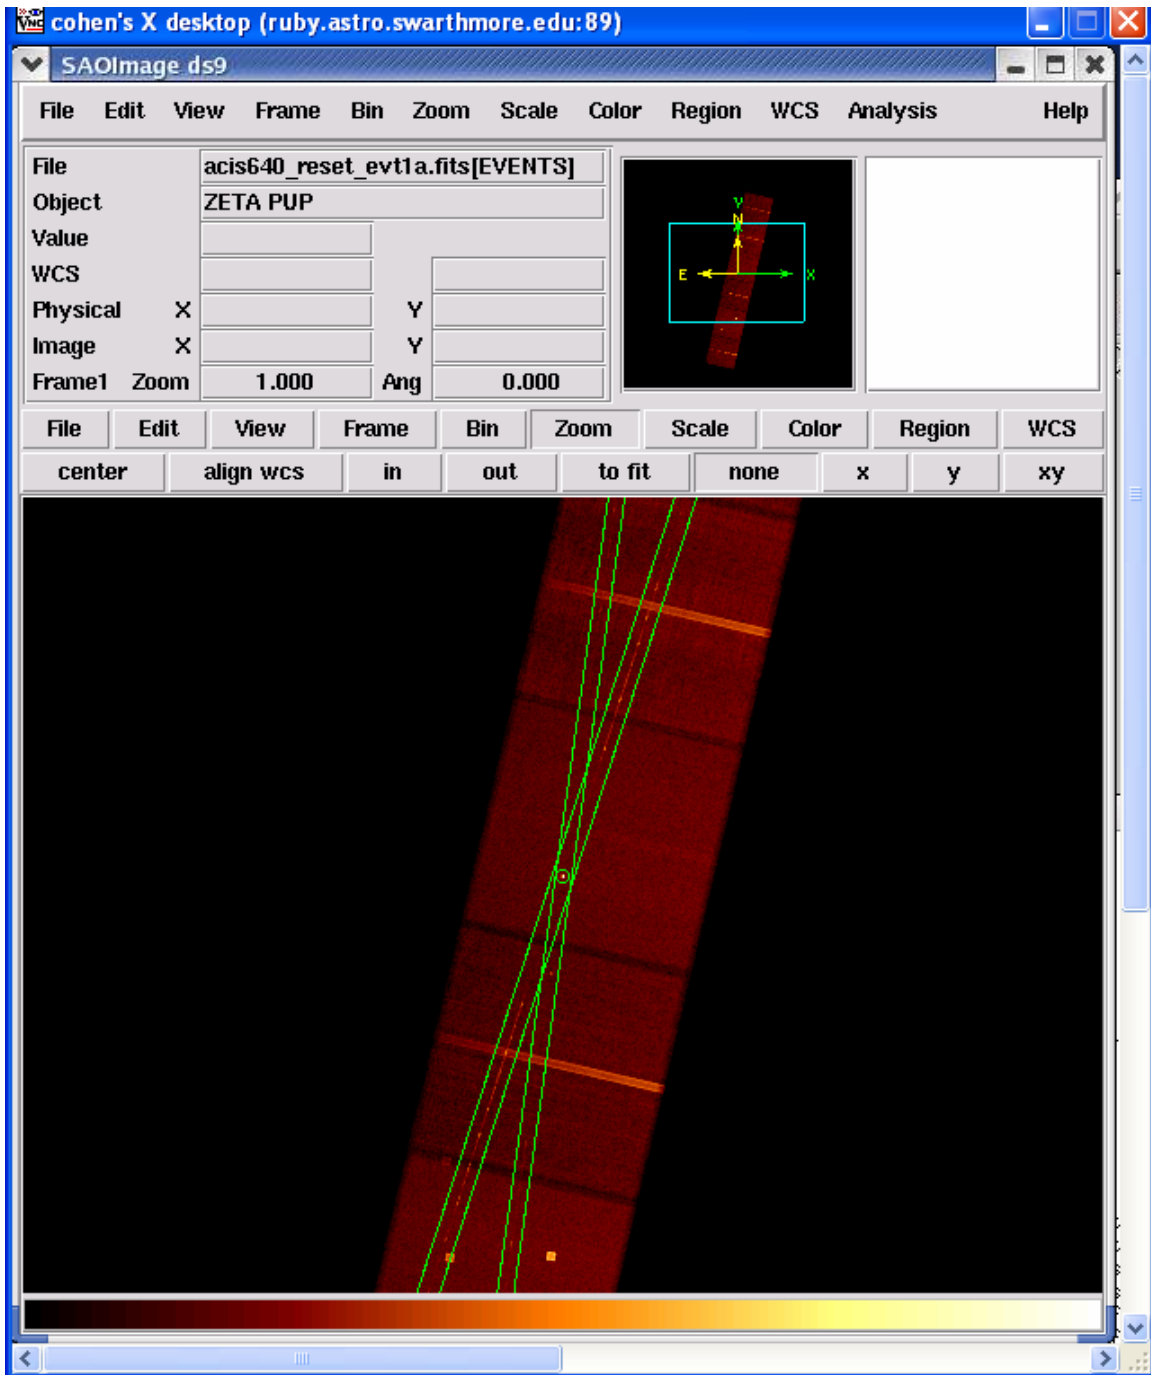 cohen's X desktop (ruby.astro.swarthmore.edu:89)
SAOImage ds9
File Edit View Frame Bin Zoom Scale Color Region WCS Analysis Help
File acis640_reset_evt1a.fits[EVENTS]
Object ZETA PUP
Value
WCS
Physical X Y
Image X Y
Frame1 Zoom 1.000 Ang 0.000
Y
N
E X
File Edit View Frame Bin Zoom Scale Color Region WCS
center align wcs in out to fit none x y xy